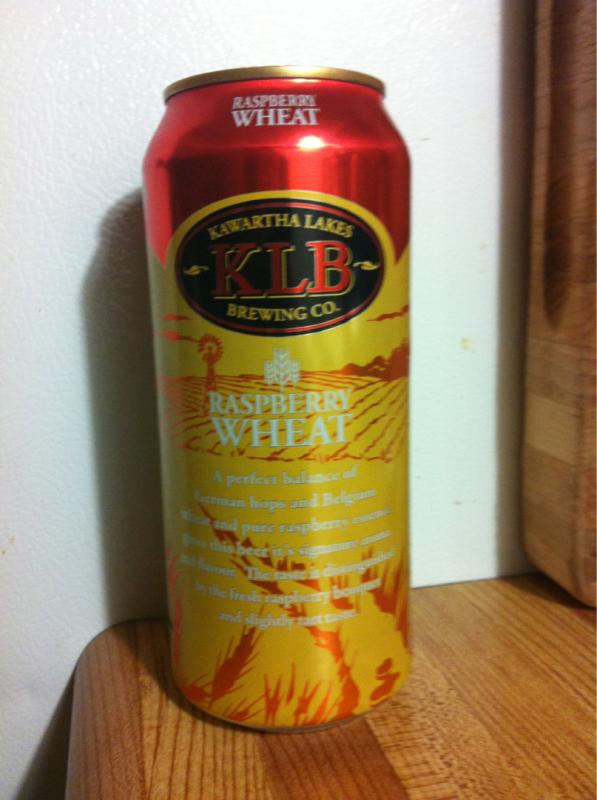 RASPBERRY
WHEAT
KAWARTHA LAKES
KLB
BREWING CO.
RASPBERRY
WHEAT
A perfect balance of
German hops and Belgium
wheat and pure raspberry essence
gives this beer it's signature aroma
and flavour. The taste is distinguished
by the fresh raspberry bouquet
and slightly tart taste.